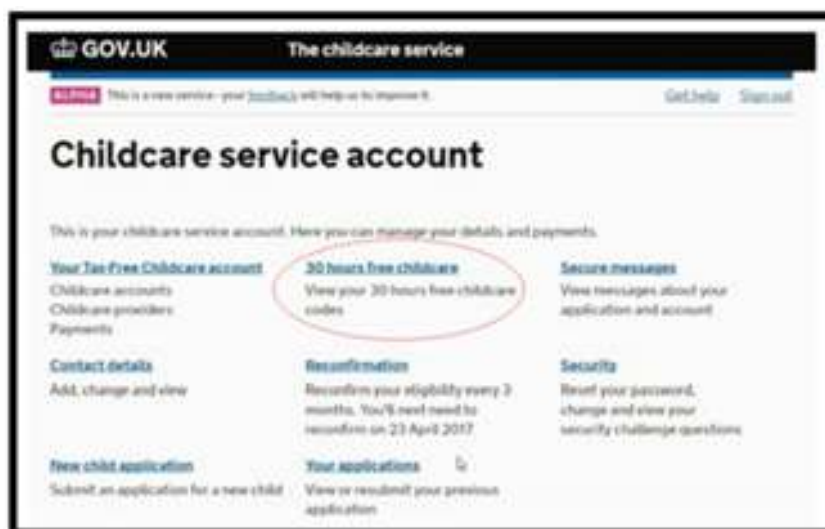 GOV.UK The childcare service
ALPHA This is a new service - your feedback will help us to improve it. Get help Sign out
Childcare service account
This is your childcare service account. Here you can manage your details and payments.
Your Tax-Free Childcare account
Childcare accounts
Childcare providers
Payments
30 hours free childcare
View your 30 hours free childcare
codes
Secure messages
View messages about your
application and account
Contact details
Add, change and view
Reconfirmation
Reconfirm your eligibility every 3
months. You'll next need to
reconfirm on 23 April 2017
Security
Reset your password,
change and view your
security challenge questions
New child application
Submit an application for a new child
Your applications
View or resubmit your previous
application